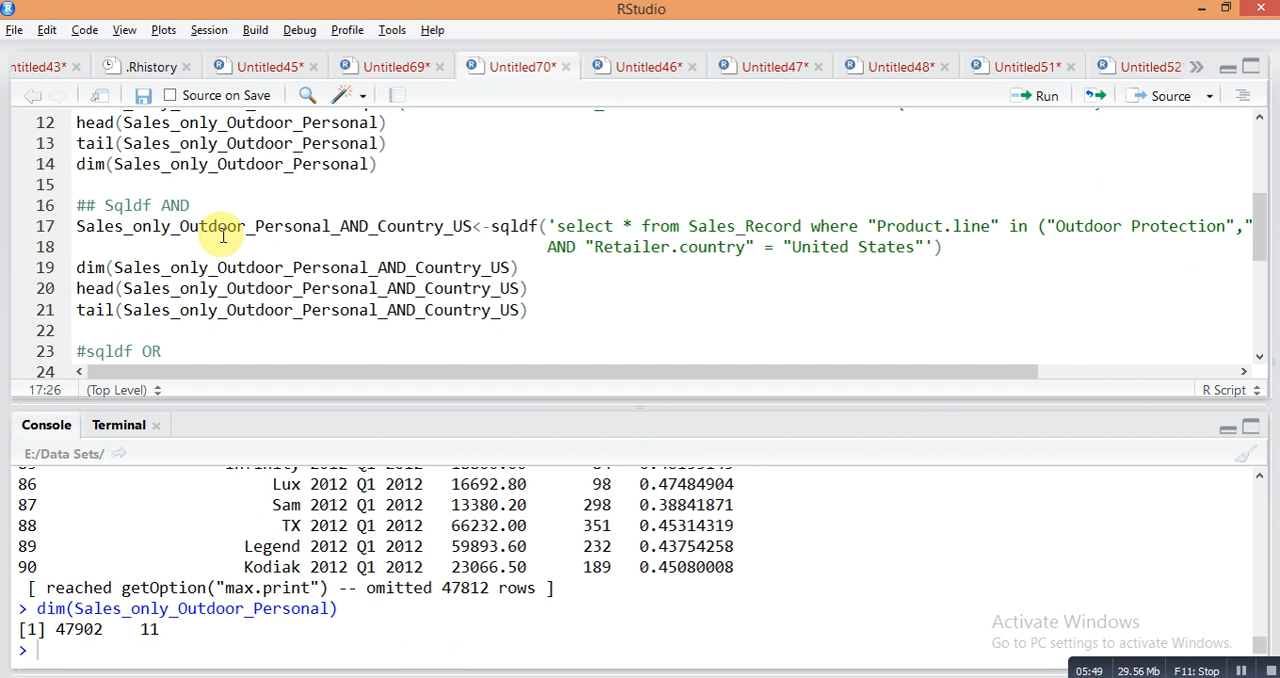 RStudio
File Edit Code View Plots Session Build Debug Profile Tools Help
ntitled43* .Rhistory Untitled45* Untitled69* Untitled70* Untitled46* Untitled47* Untitled48* Untitled51* Untitled52
Source on Save Run Source
12 head(Sales_only_Outdoor_Personal)
13 tail(Sales_only_Outdoor_Personal)
14 dim(Sales_only_Outdoor_Personal)
15
16 ## Sqldf AND
17 Sales_only_Outdoor_Personal_AND_Country_US<-sqldf('select * from Sales_Record where "Product.line" in ("Outdoor Protection","
18 AND "Retailer.country" = "United States"')
19 dim(Sales_only_Outdoor_Personal_AND_Country_US)
20 head(Sales_only_Outdoor_Personal_AND_Country_US)
21 tail(Sales_only_Outdoor_Personal_AND_Country_US)
22
23 #sqldf OR
24
17:26 (Top Level) R Script
Console Terminal
E:/Data Sets/
86 Lux 2012 Q1 2012 16692.80 98 0.47484904
87 Sam 2012 Q1 2012 13380.20 298 0.38841871
88 TX 2012 Q1 2012 66232.00 351 0.45314319
89 Legend 2012 Q1 2012 59893.60 232 0.43754258
90 Kodiak 2012 Q1 2012 23066.50 189 0.45080008
[ reached getOption("max.print") -- omitted 47812 rows ]
> dim(Sales_only_Outdoor_Personal)
[1] 47902 11
>
Activate Windows
Go to PC settings to activate Windows.
05:49 29.56 Mb F11: Stop